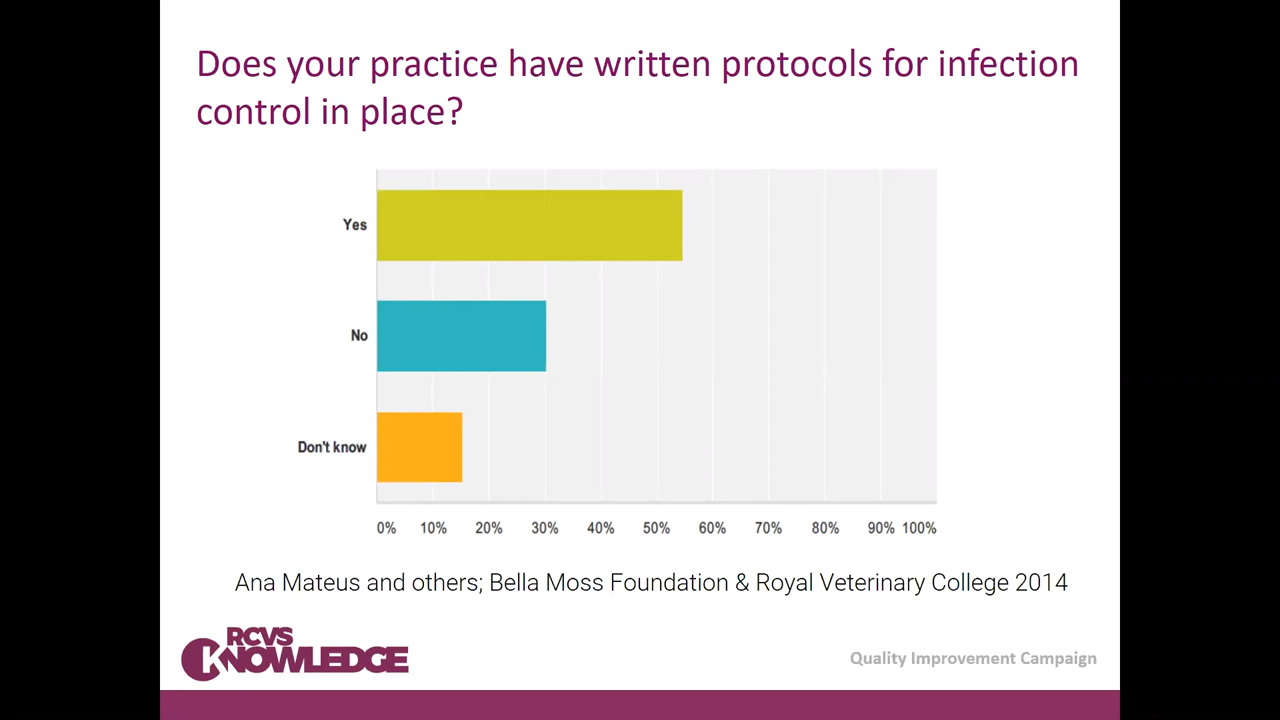 Does your practice have written protocols for infection
control in place?
Yes
No
Don't know
0% 10% 20% 30% 40% 50% 60% 70% 80% 90% 100%
Ana Mateus and others; Bella Moss Foundation & Royal Veterinary College 2014
RCVS
KNOWLEDGE
Quality Improvement Campaign